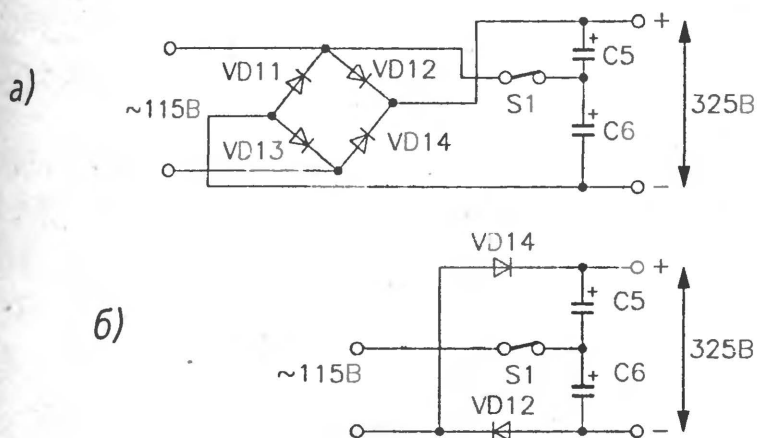 а)
VD11
VD12
VD13
VD14
~115В
S1
+
C5
+
C6
+
325В
–
б)
VD14
~115В
S1
VD12
+
C5
+
C6
+
325В
–